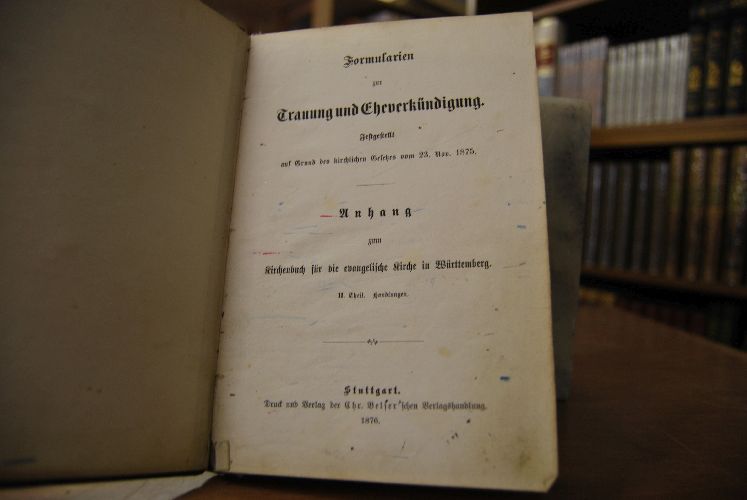 Formularien
zur
Trauung und Eheverkündigung.
Festgestellt
auf Grund des kirchlichen Gesetzes vom 23. Nov. 1875.
Anhang
zum
Kirchenbuch für die evangelische Kirche in Württemberg.
II. Theil. Handlungen.
Stuttgart.
Druck und Verlag der Chr. Belser'schen Verlagshandlung.
1876.